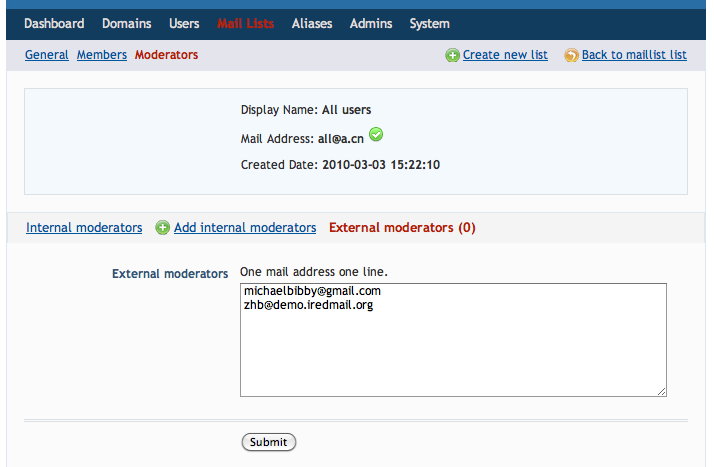 Dashboard Domains Users Mail Lists Aliases Admins System
General Members Moderators Create new list Back to maillist list
Display Name: All users
Mail Address: all@a.cn
Created Date: 2010-03-03 15:22:10
Internal moderators Add internal moderators External moderators (0)
External moderators One mail address one line.
michaelbibby@gmail.com
zhb@demo.iredmail.org
Submit